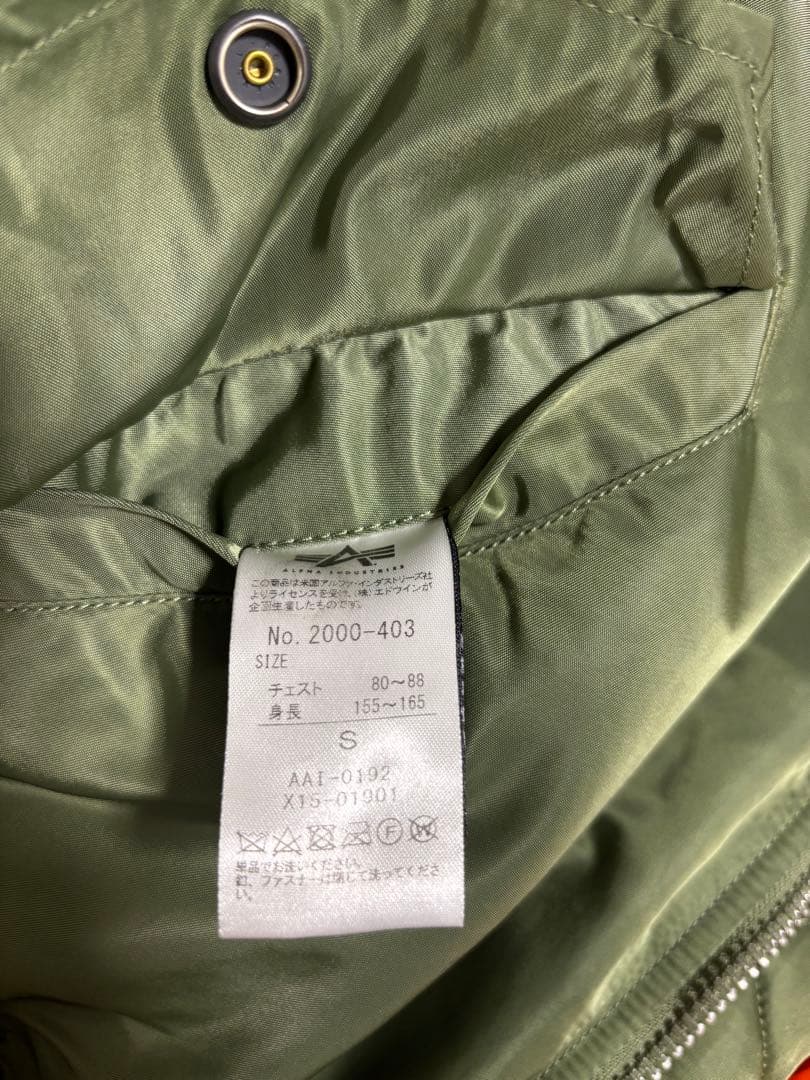 ALPHA INDUSTRIES
この商品は米国アルファ・インダストリーズ社
よりライセンスを受け、(株)エドウインが
企画生産したものです。
No. 2000-403
SIZE
チェスト 80〜88
身長 155〜165
S
AAI-0192
X15-01901
F W
単品でお洗いください。
釦、ファスナーは閉じて洗ってくださ
い。